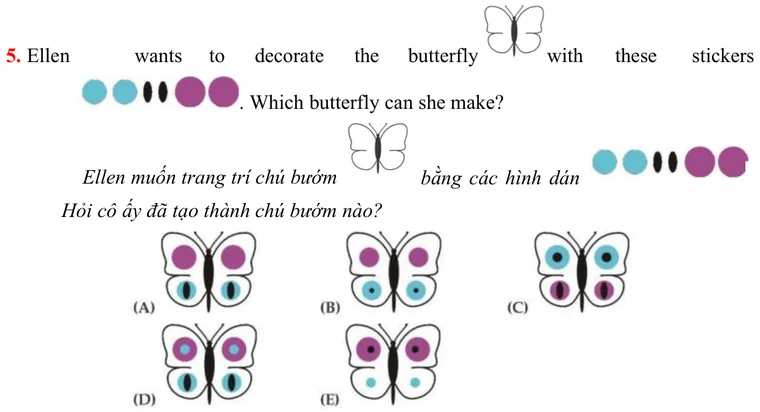 5. Ellen wants to decorate the butterfly with these stickers
. Which butterfly can she make?
Ellen muốn trang trí chú bướm bằng các hình dán
Hỏi cô ấy đã tạo thành chú bướm nào?
(A) (B) (C)
(D) (E)